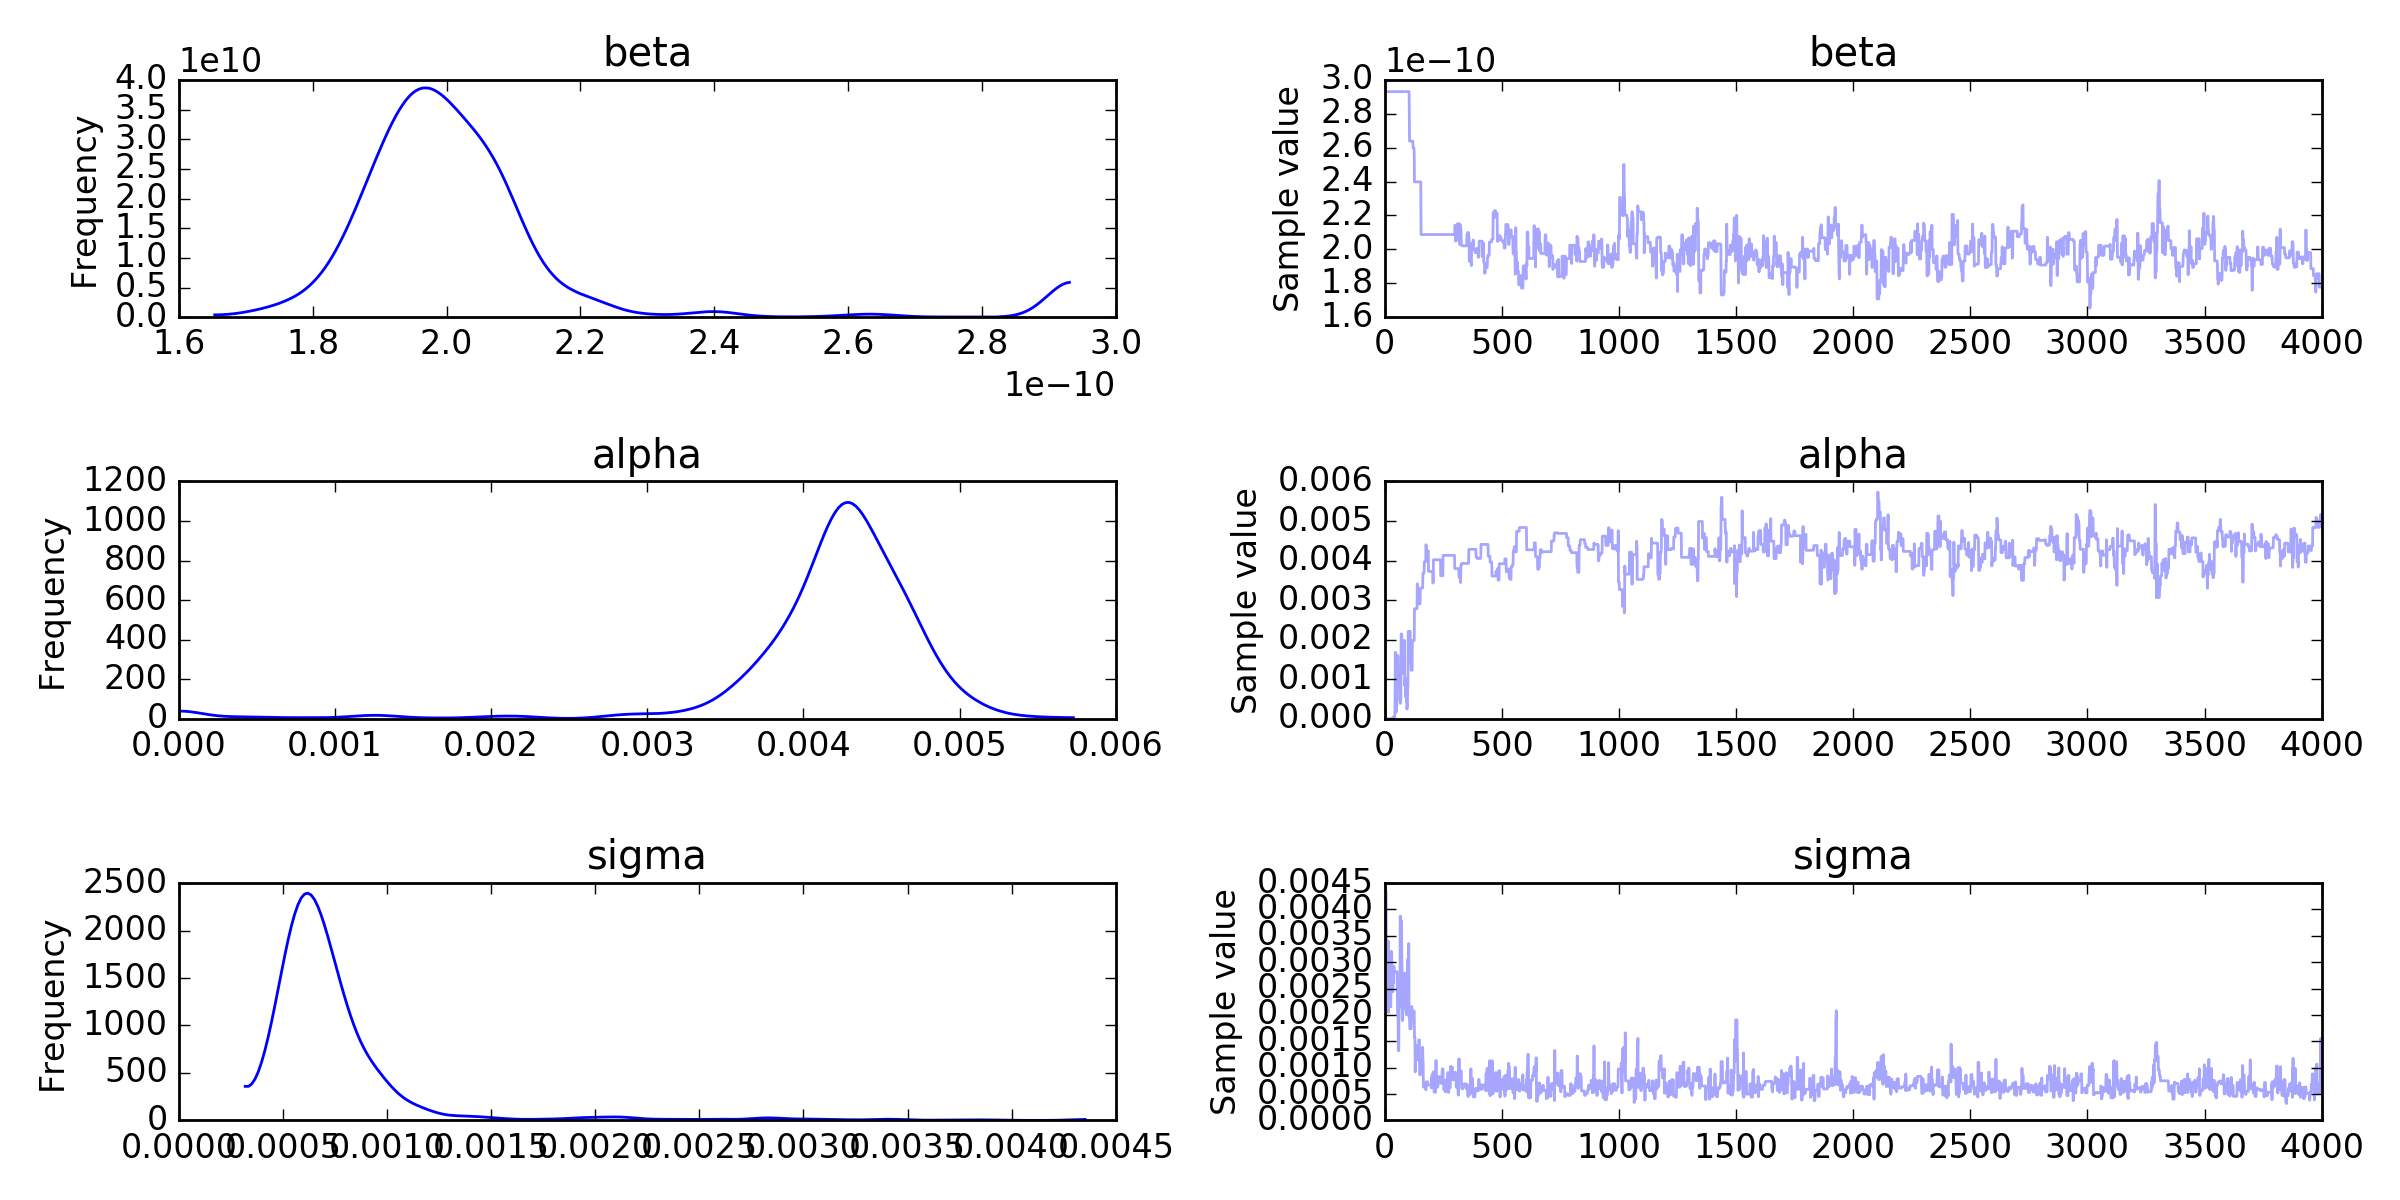 beta
1e10
4.0
3.5
3.0
2.5
2.0
1.5
1.0
0.5
0.0
Frequency
1.6 1.8 2.0 2.2 2.4 2.6 2.8 3.0
1e−10
beta
1e−10
3.0
2.8
2.6
2.4
2.2
2.0
1.8
1.6
Sample value
0 500 1000 1500 2000 2500 3000 3500 4000
alpha
1200
1000
800
600
400
200
0
Frequency
0.000 0.001 0.002 0.003 0.004 0.005 0.006
alpha
0.006
0.005
0.004
0.003
0.002
0.001
0.000
Sample value
0 500 1000 1500 2000 2500 3000 3500 4000
sigma
2500
2000
1500
1000
500
0
Frequency
0.0000 0.0005 0.0010 0.0015 0.0020 0.0025 0.0030 0.0035 0.0040 0.0045
sigma
0.0045
0.0040
0.0035
0.0030
0.0025
0.0020
0.0015
0.0010
0.0005
0.0000
Sample value
0 500 1000 1500 2000 2500 3000 3500 4000